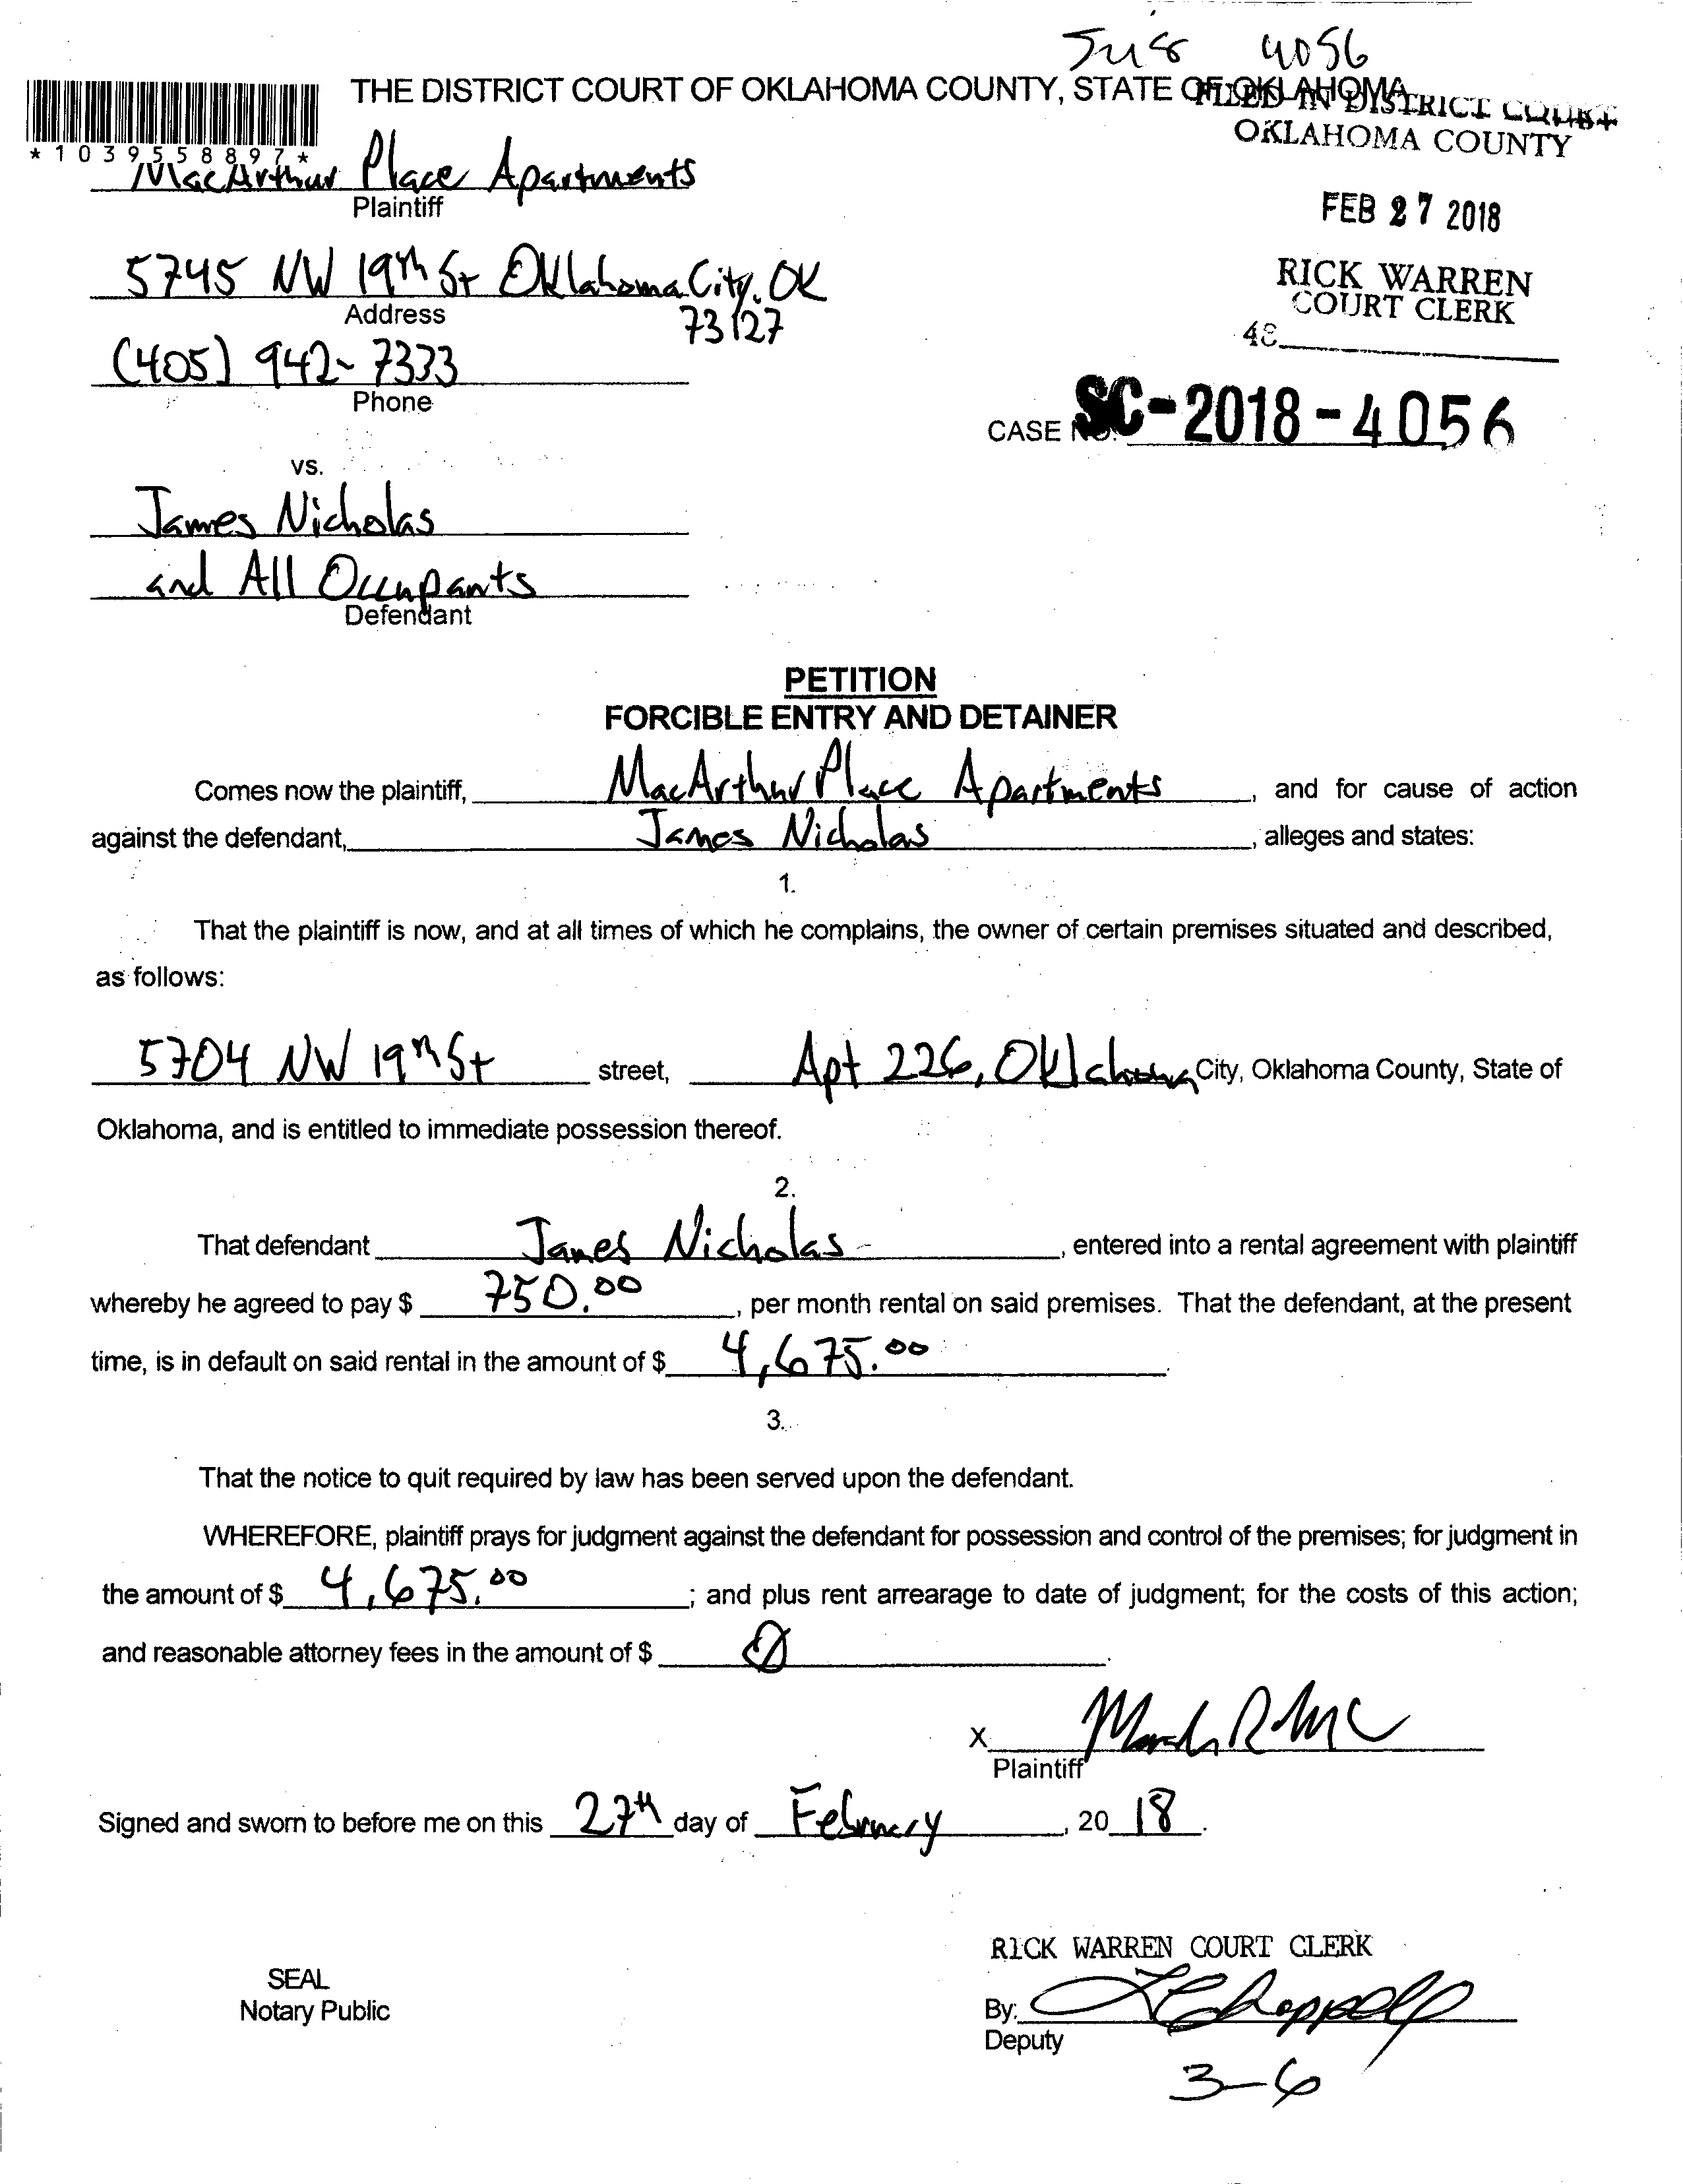 4056
THE DISTRICT COURT OF OKLAHOMA COUNTY, STATE OF OKLAHOMA
FILED IN DISTRICT COURT
OKLAHOMA COUNTY
*1039558897*
MacArthur Place Apartments
Plaintiff
FEB 27 2018
5745 NW 19th St Oklahoma City, OK
73127
Address
RICK WARREN
COURT CLERK
48
(405) 942-7333
Phone
CASE NO. SC-2018-4056
vs.
James Nicholas
and All Occupants
Defendant
PETITION
FORCIBLE ENTRY AND DETAINER
Comes now the plaintiff, MacArthur Place Apartments, and for cause of action
against the defendant, James Nicholas, alleges and states:
1.
That the plaintiff is now, and at all times of which he complains, the owner of certain premises situated and described,
as follows:
5704 NW 19th St street, Apt 226, Oklahoma City, Oklahoma County, State of
Oklahoma, and is entitled to immediate possession thereof.
2.
That defendant James Nicholas, entered into a rental agreement with plaintiff
whereby he agreed to pay $ 750.00, per month rental on said premises. That the defendant, at the present
time, is in default on said rental in the amount of $ 4,675.00.
3.
That the notice to quit required by law has been served upon the defendant.
WHEREFORE, plaintiff prays for judgment against the defendant for possession and control of the premises; for judgment in
the amount of $ 4,675.00; and plus rent arrearage to date of judgment; for the costs of this action;
and reasonable attorney fees in the amount of $ 0.
X
Plaintiff
Signed and sworn to before me on this 27th day of February, 20 18.
RICK WARREN COURT CLERK
SEAL
Notary Public
By:
Deputy
3-6